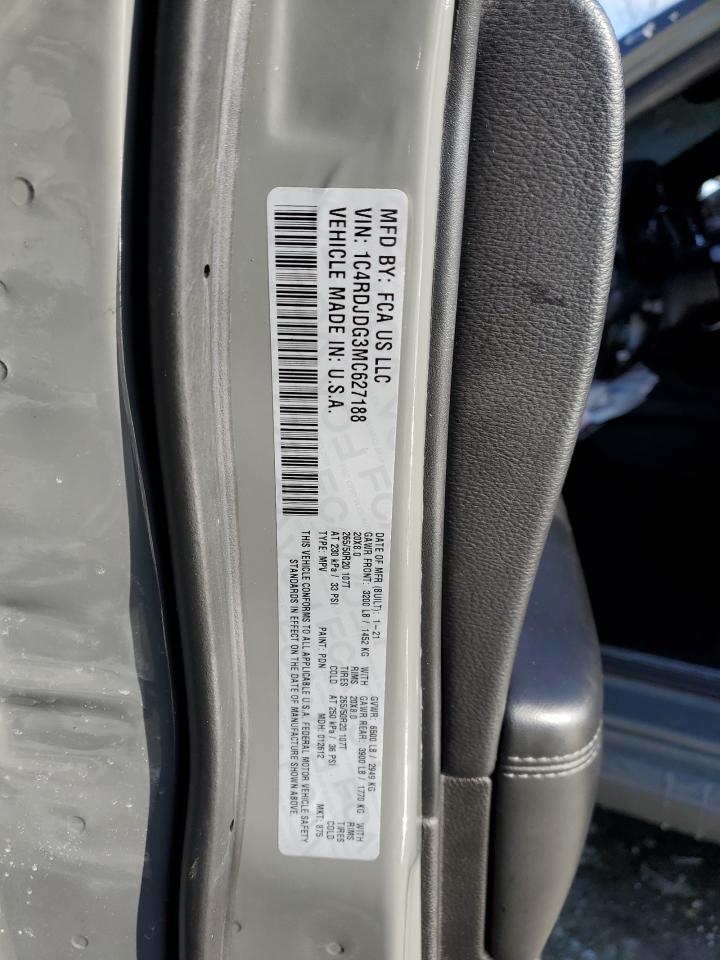 MFD BY: FCA US LLC
VIN: 1C4RDJDG3MC627188
VEHICLE MADE IN: U.S.A.
DATE OF MFR (BUILT): 1-21 GVWR: 6500 LB / 2949 KG
GAWR FRONT: 3200 LB / 1452 KG WITH GAWR REAR: 3900 LB / 1770 KG WITH
20X8.0 RIMS 20X8.0 RIMS
265/50R20 107T TIRES 265/50R20 107T TIRES
AT 230 kPa / 33 PSI COLD AT 250 kPa / 36 PSI COLD
TYPE: MPV PAINT: PDN MDH: 012612 MKT: 875
THIS VEHICLE CONFORMS TO ALL APPLICABLE U.S.A. FEDERAL MOTOR VEHICLE SAFETY
STANDARDS IN EFFECT ON THE DATE OF MANUFACTURE SHOWN ABOVE.